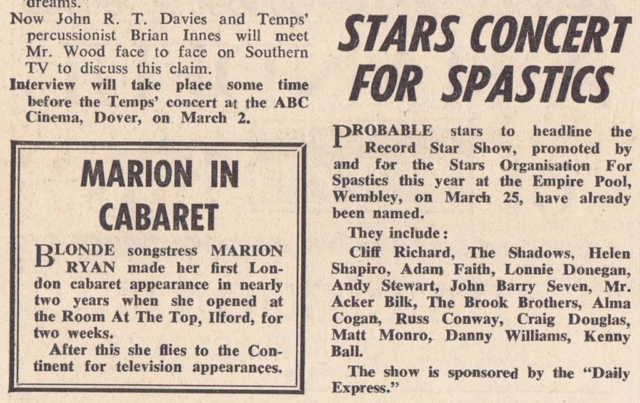 dreams."
Now John R. T. Davies and Temps'
percussionist Brian Innes will meet
Mr. Wood face to face on Southern
TV to discuss this claim.
Interview will take place some time
before the Temps' concert at the ABC
Cinema, Dover, on March 2.
MARION IN
CABARET
BLONDE songstress MARION
RYAN made her first Lon-
don cabaret appearance in nearly
two years when she opened at
the Room At The Top, Ilford, for
two weeks.
After this she flies to the Con-
tinent for television appearances.
STARS CONCERT
FOR SPASTICS
PROBABLE stars to headline the
Record Star Show, promoted by
and for the Stars Organisation For
Spastics this year at the Empire Pool,
Wembley, on March 25, have already
been named.
They include:
Cliff Richard, The Shadows, Helen
Shapiro, Adam Faith, Lonnie Donegan,
Andy Stewart, John Barry Seven, Mr.
Acker Bilk, The Brook Brothers, Alma
Cogan, Russ Conway, Craig Douglas,
Matt Monro, Danny Williams, Kenny
Ball.
The show is sponsored by the "Daily
Express."